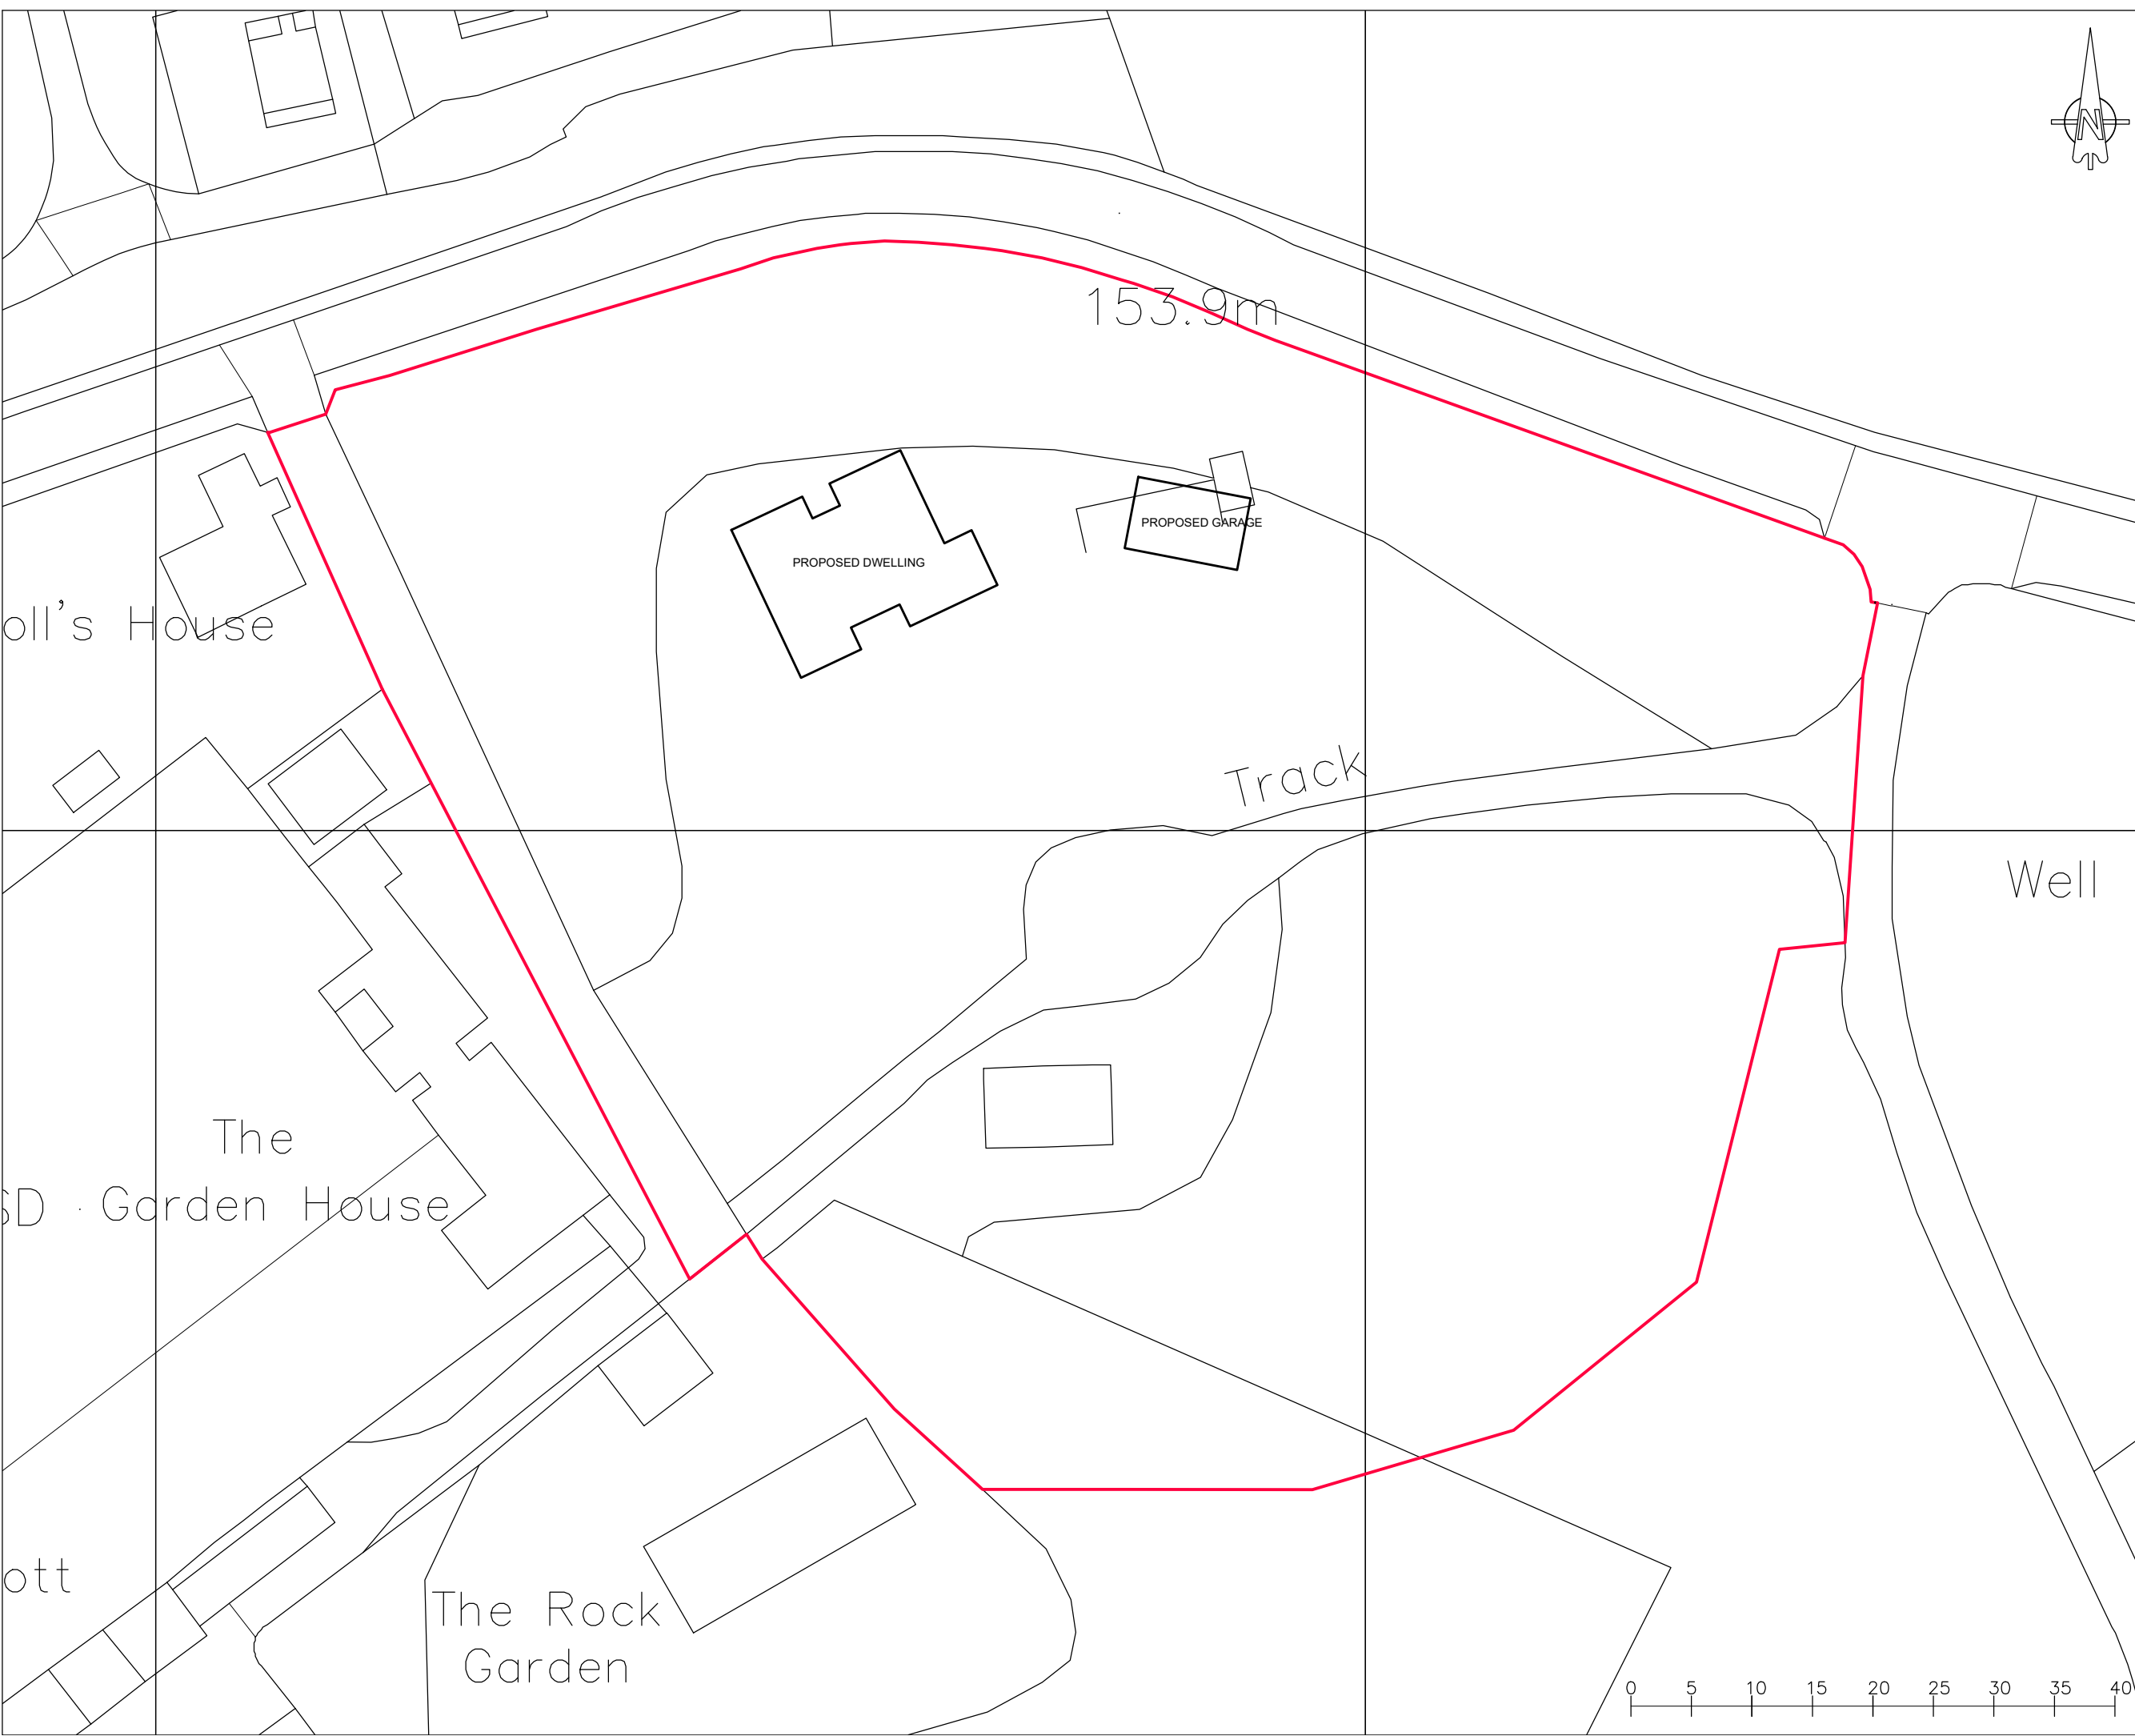 N
153.9m
PROPOSED GARAGE
PROPOSED DWELLING
oll's House
Track
Well
The
Garden House
SD
ott
The Rock
Garden
0 5 10 15 20 25 30 35 40